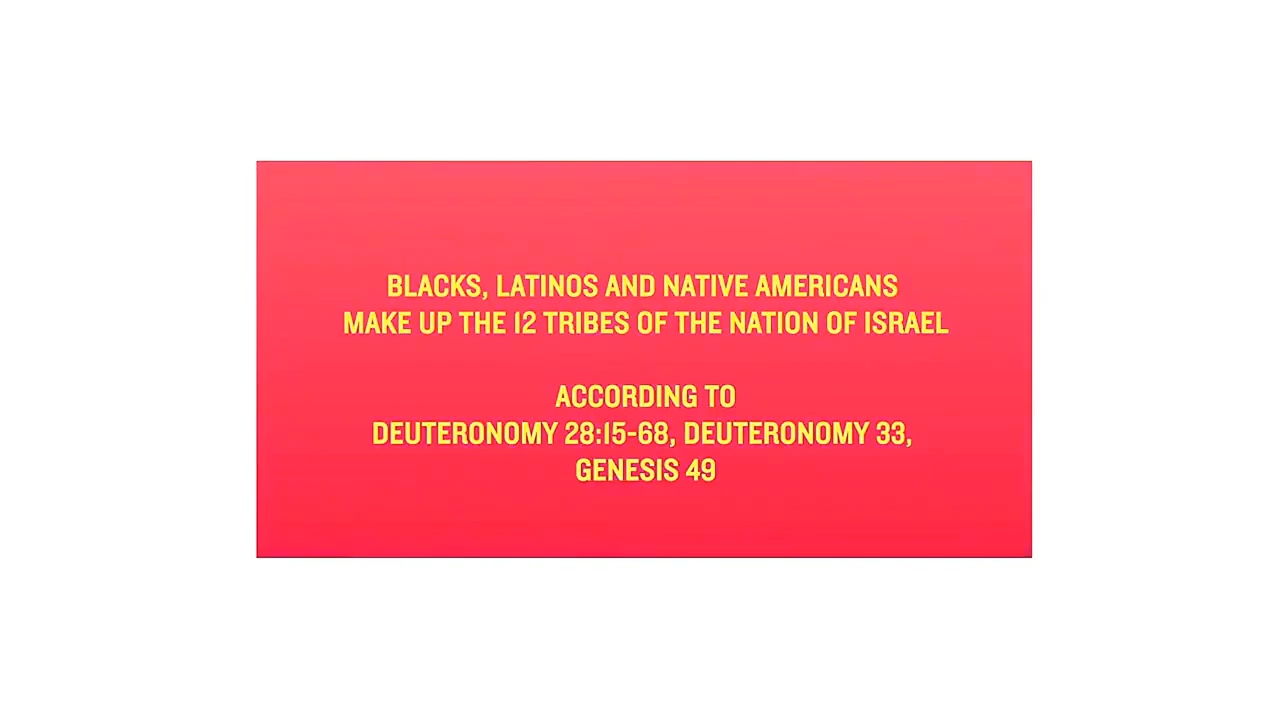 BLACKS, LATINOS AND NATIVE AMERICANS
MAKE UP THE 12 TRIBES OF THE NATION OF ISRAEL
ACCORDING TO
DEUTERONOMY 28:15-68, DEUTERONOMY 33,
GENESIS 49